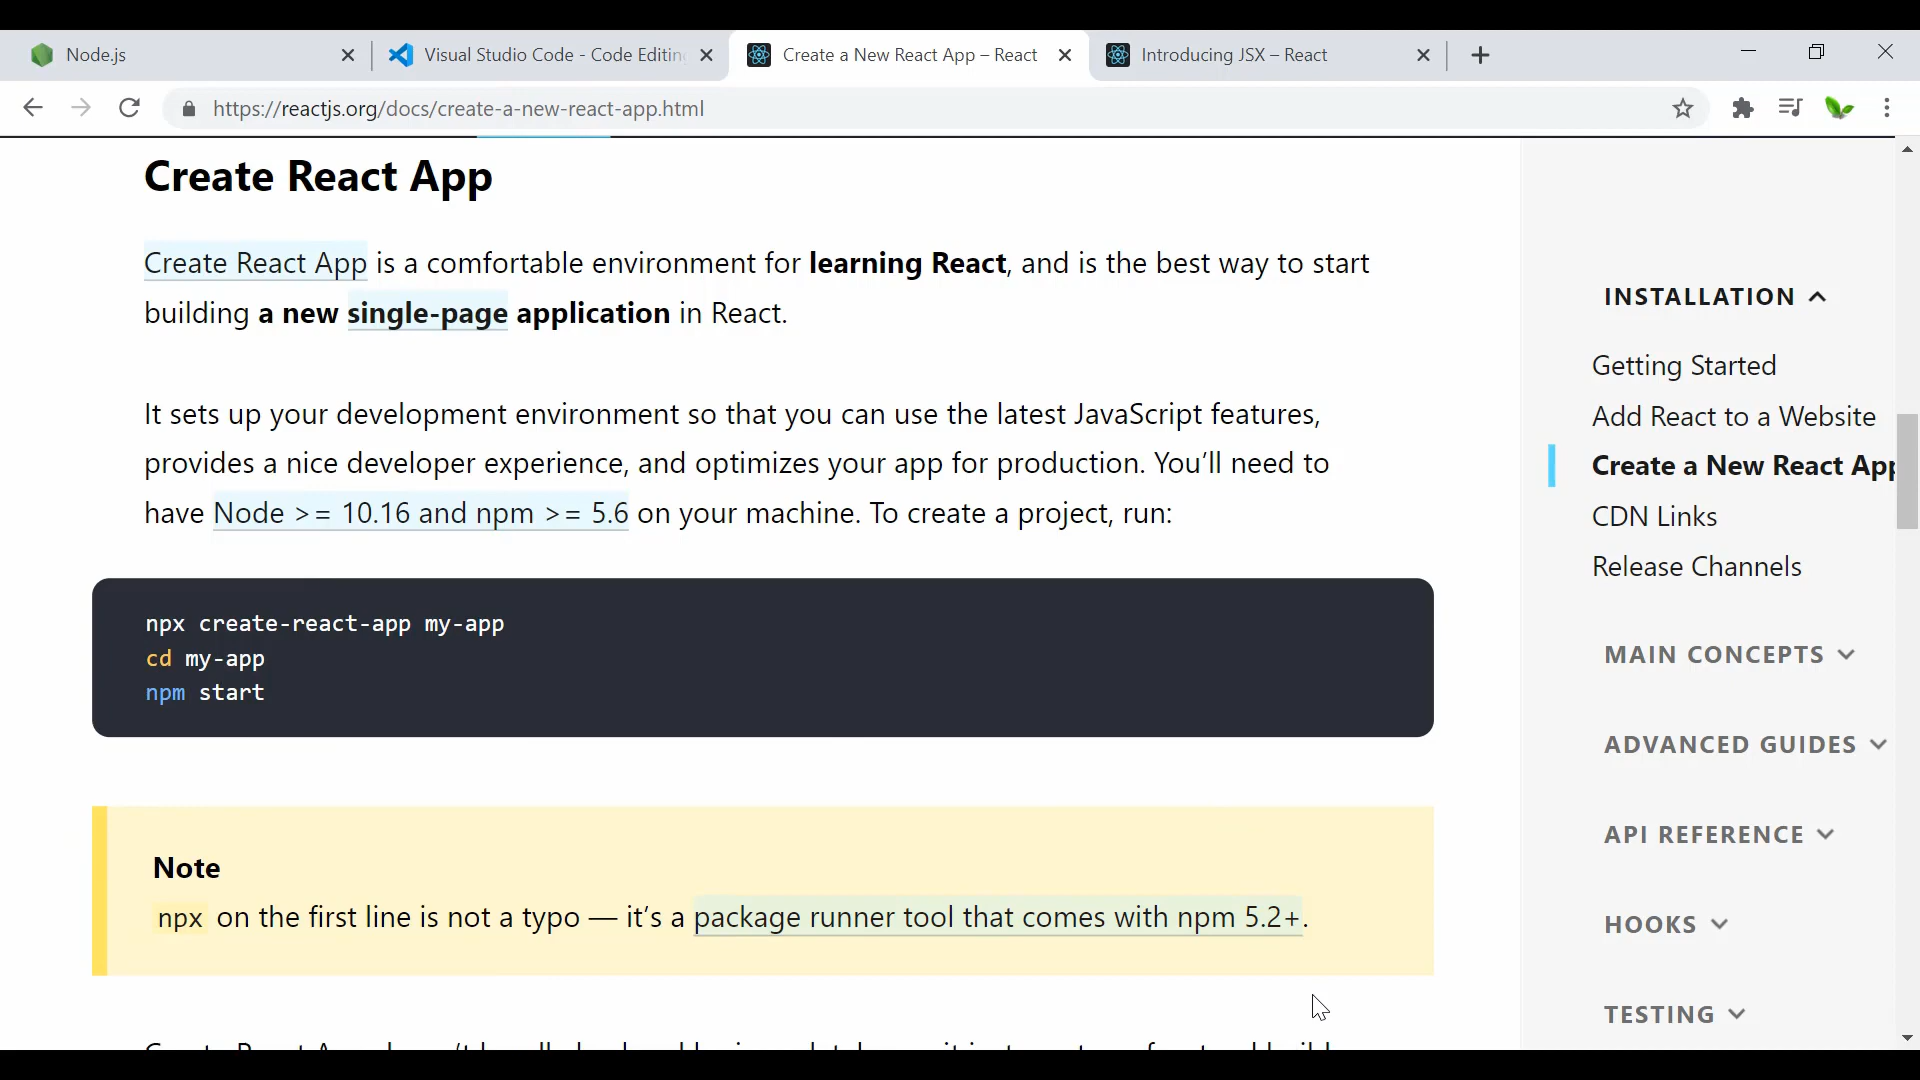 Node.js
Visual Studio Code - Code Editing
Create a New React App – React
Introducing JSX – React
https://reactjs.org/docs/create-a-new-react-app.html
Create React App
Create React App is a comfortable environment for learning React, and is the best way to start
building a new single-page application in React.
It sets up your development environment so that you can use the latest JavaScript features,
provides a nice developer experience, and optimizes your app for production. You’ll need to
have Node >= 10.16 and npm >= 5.6 on your machine. To create a project, run:
npx create-react-app my-app
cd my-app
npm start
Note
npx on the first line is not a typo — it’s a package runner tool that comes with npm 5.2+.
INSTALLATION
Getting Started
Add React to a Website
Create a New React App
CDN Links
Release Channels
MAIN CONCEPTS
ADVANCED GUIDES
API REFERENCE
HOOKS
TESTING